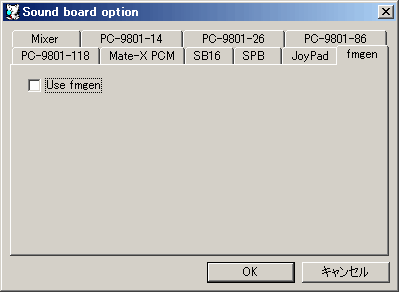 Sound board option
Mixer PC-9801-14 PC-9801-26 PC-9801-86
PC-9801-118 Mate-X PCM SB16 SPB JoyPad fmgen
Use fmgen
OK キャンセル